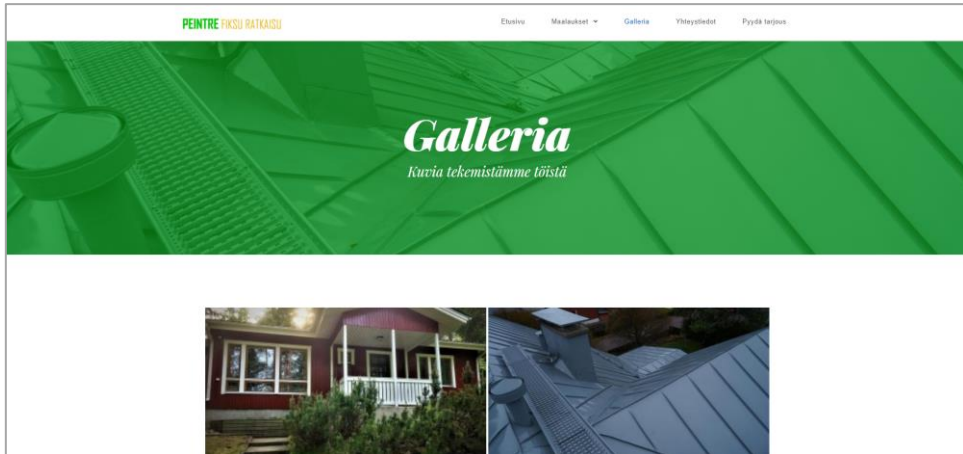 PEINTRE FIKSU RATKAISU
Etusivu Maalaukset Galleria Yhteystiedot Pyydä tarjous
Galleria
Kuvia tekemistämme töistä